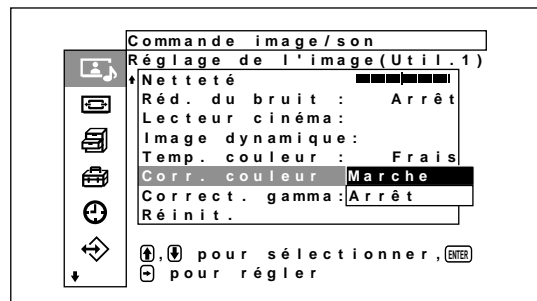 Commande image/son
Réglage de l'image(Util.1)
Netteté
Réd. du bruit : Arrêt
Lecteur cinéma:
Image dynamique:
Temp. couleur : Frais
Corr. couleur Marche
Correct. gamma: Arrêt
Réinit.
, pour sélectionner, ENTER
pour régler